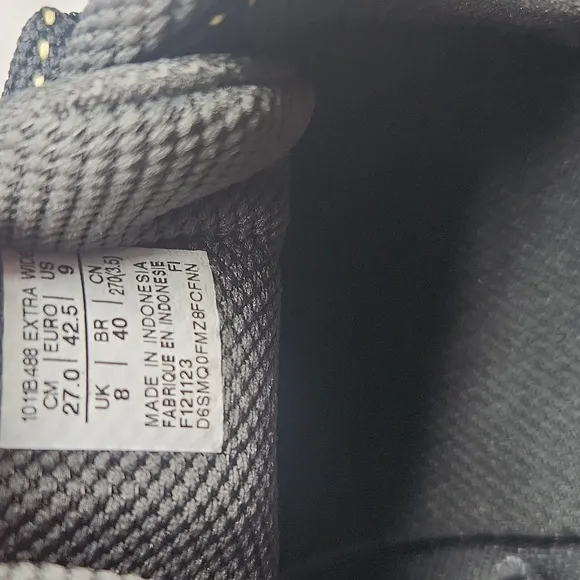 1011B488 EXTRA WIDE
CM | EURO | US
27.0 | 42.5 | 9
UK | BR | CN
8 | 40 | 270(3.5)
MADE IN INDONESIA
FABRIQUE EN INDONESIE
F121123 FI
D6SMQ0FMZ8FCFNN